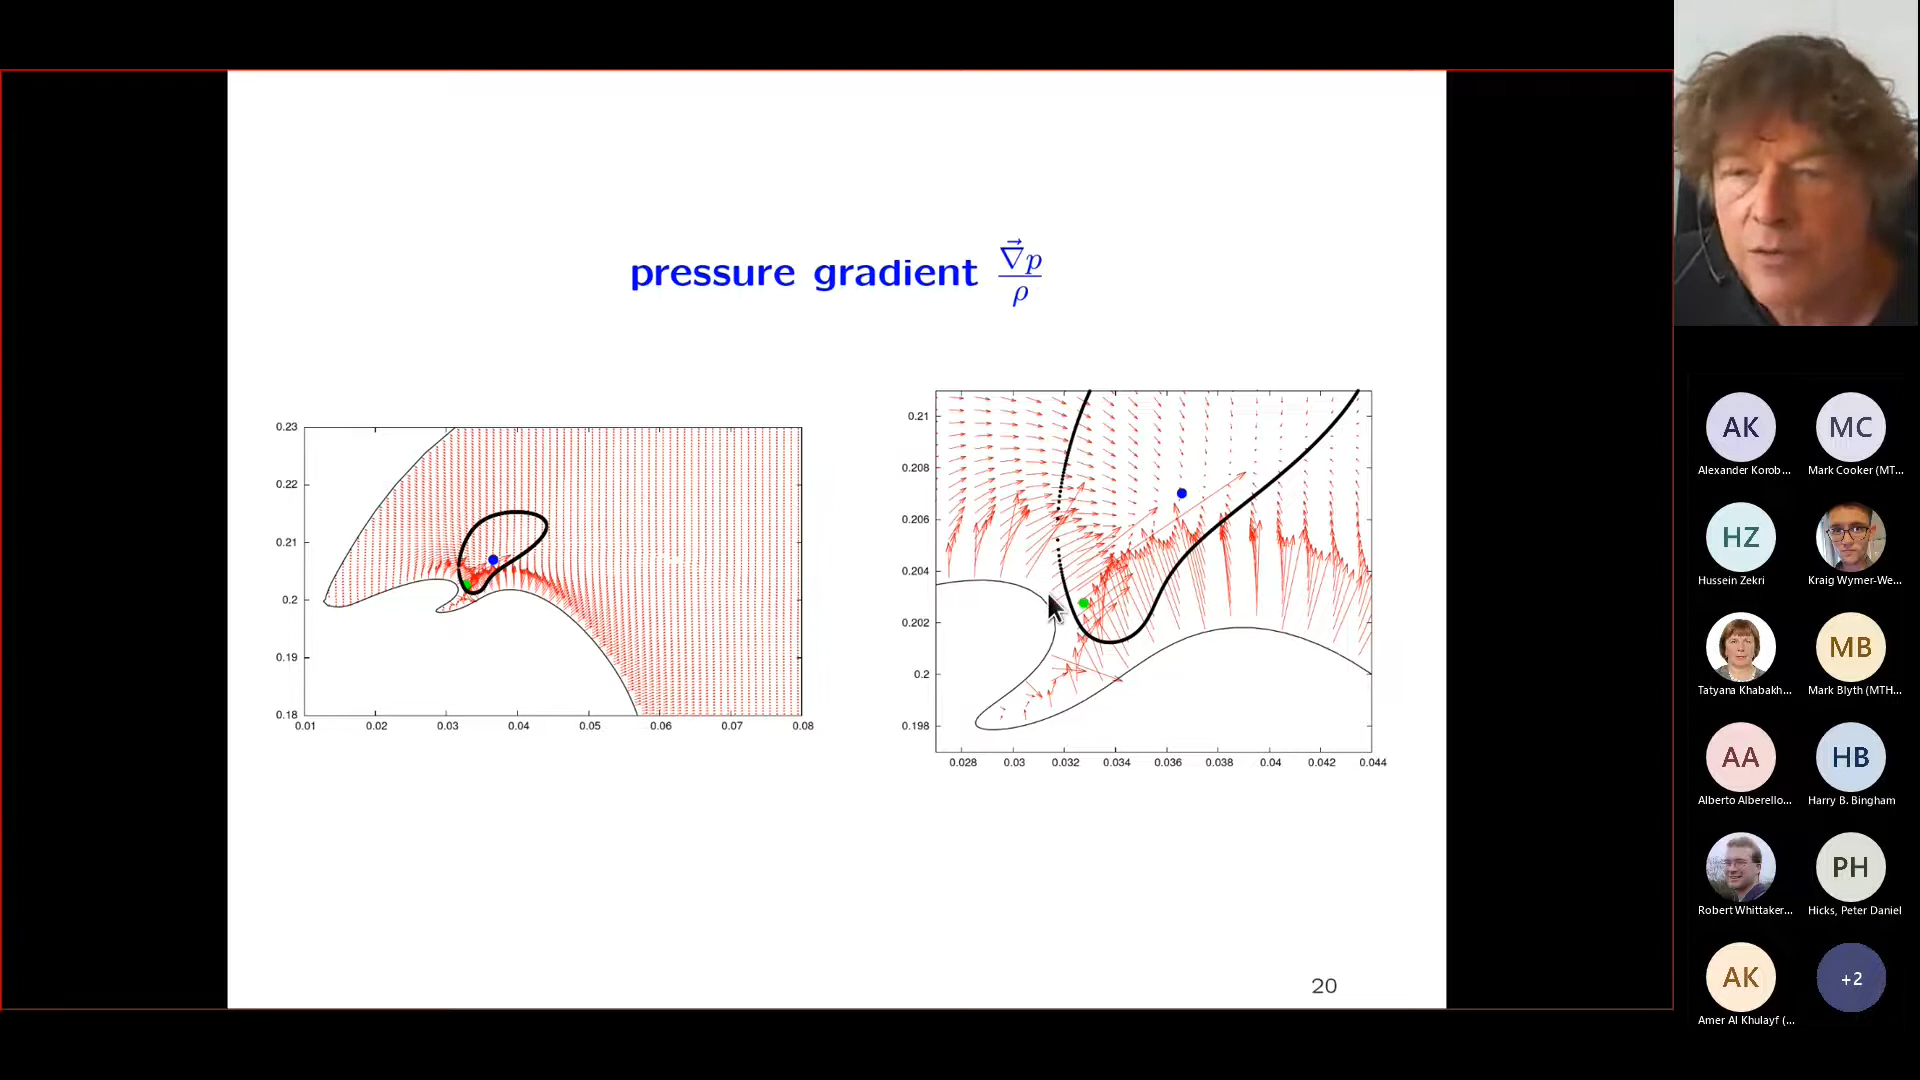 pressure gradient ∇⃗p/ρ
0.23
0.22
0.21
0.2
0.19
0.18
0.01 0.02 0.03 0.04 0.05 0.06 0.07 0.08
0.21
0.208
0.206
0.204
0.202
0.2
0.198
0.028 0.03 0.032 0.034 0.036 0.038 0.04 0.042 0.044
20
AK MC
Alexander Korob... Mark Cooker (MT...
HZ
Hussein Zekri Kraig Wymer-We...
MB
Tatyana Khabakh... Mark Blyth (MTH...
AA HB
Alberto Alberello... Harry B. Bingham
PH
Robert Whittaker... Hicks, Peter Daniel
AK +2
Amer Al Khulayf (...